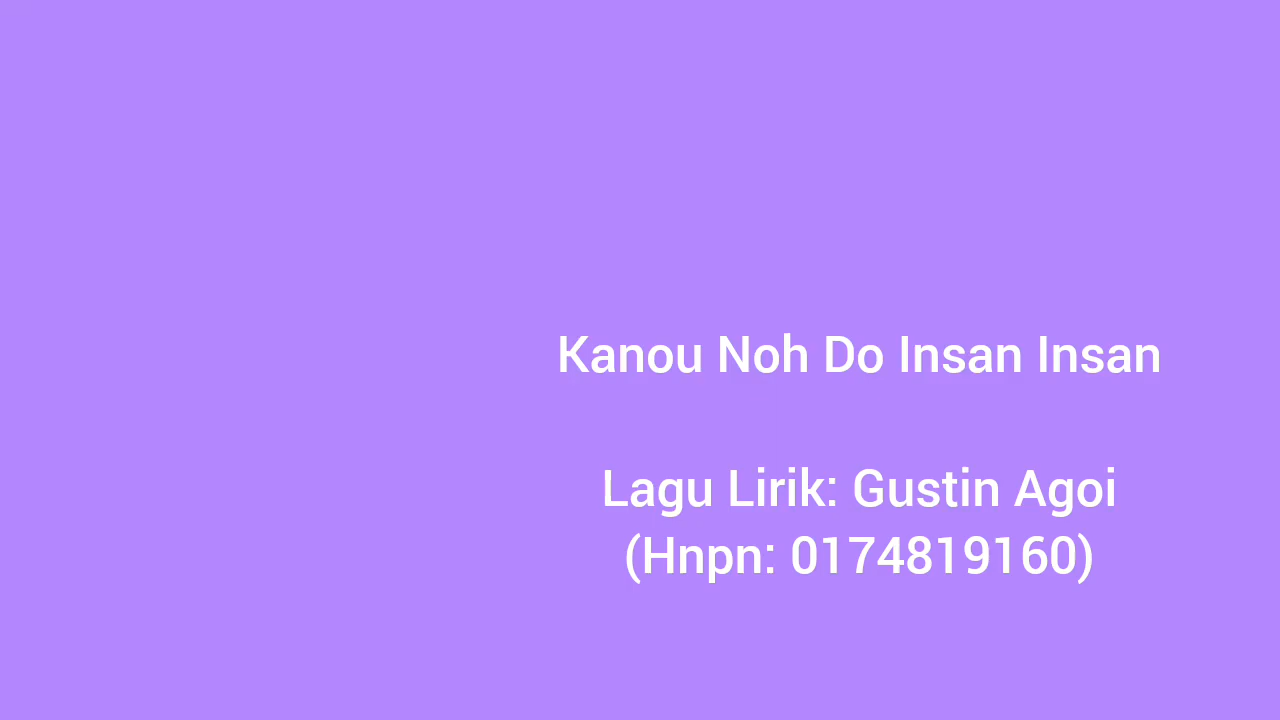 Kanou Noh Do Insan Insan
Lagu Lirik: Gustin Agoi
(Hnpn: 0174819160)